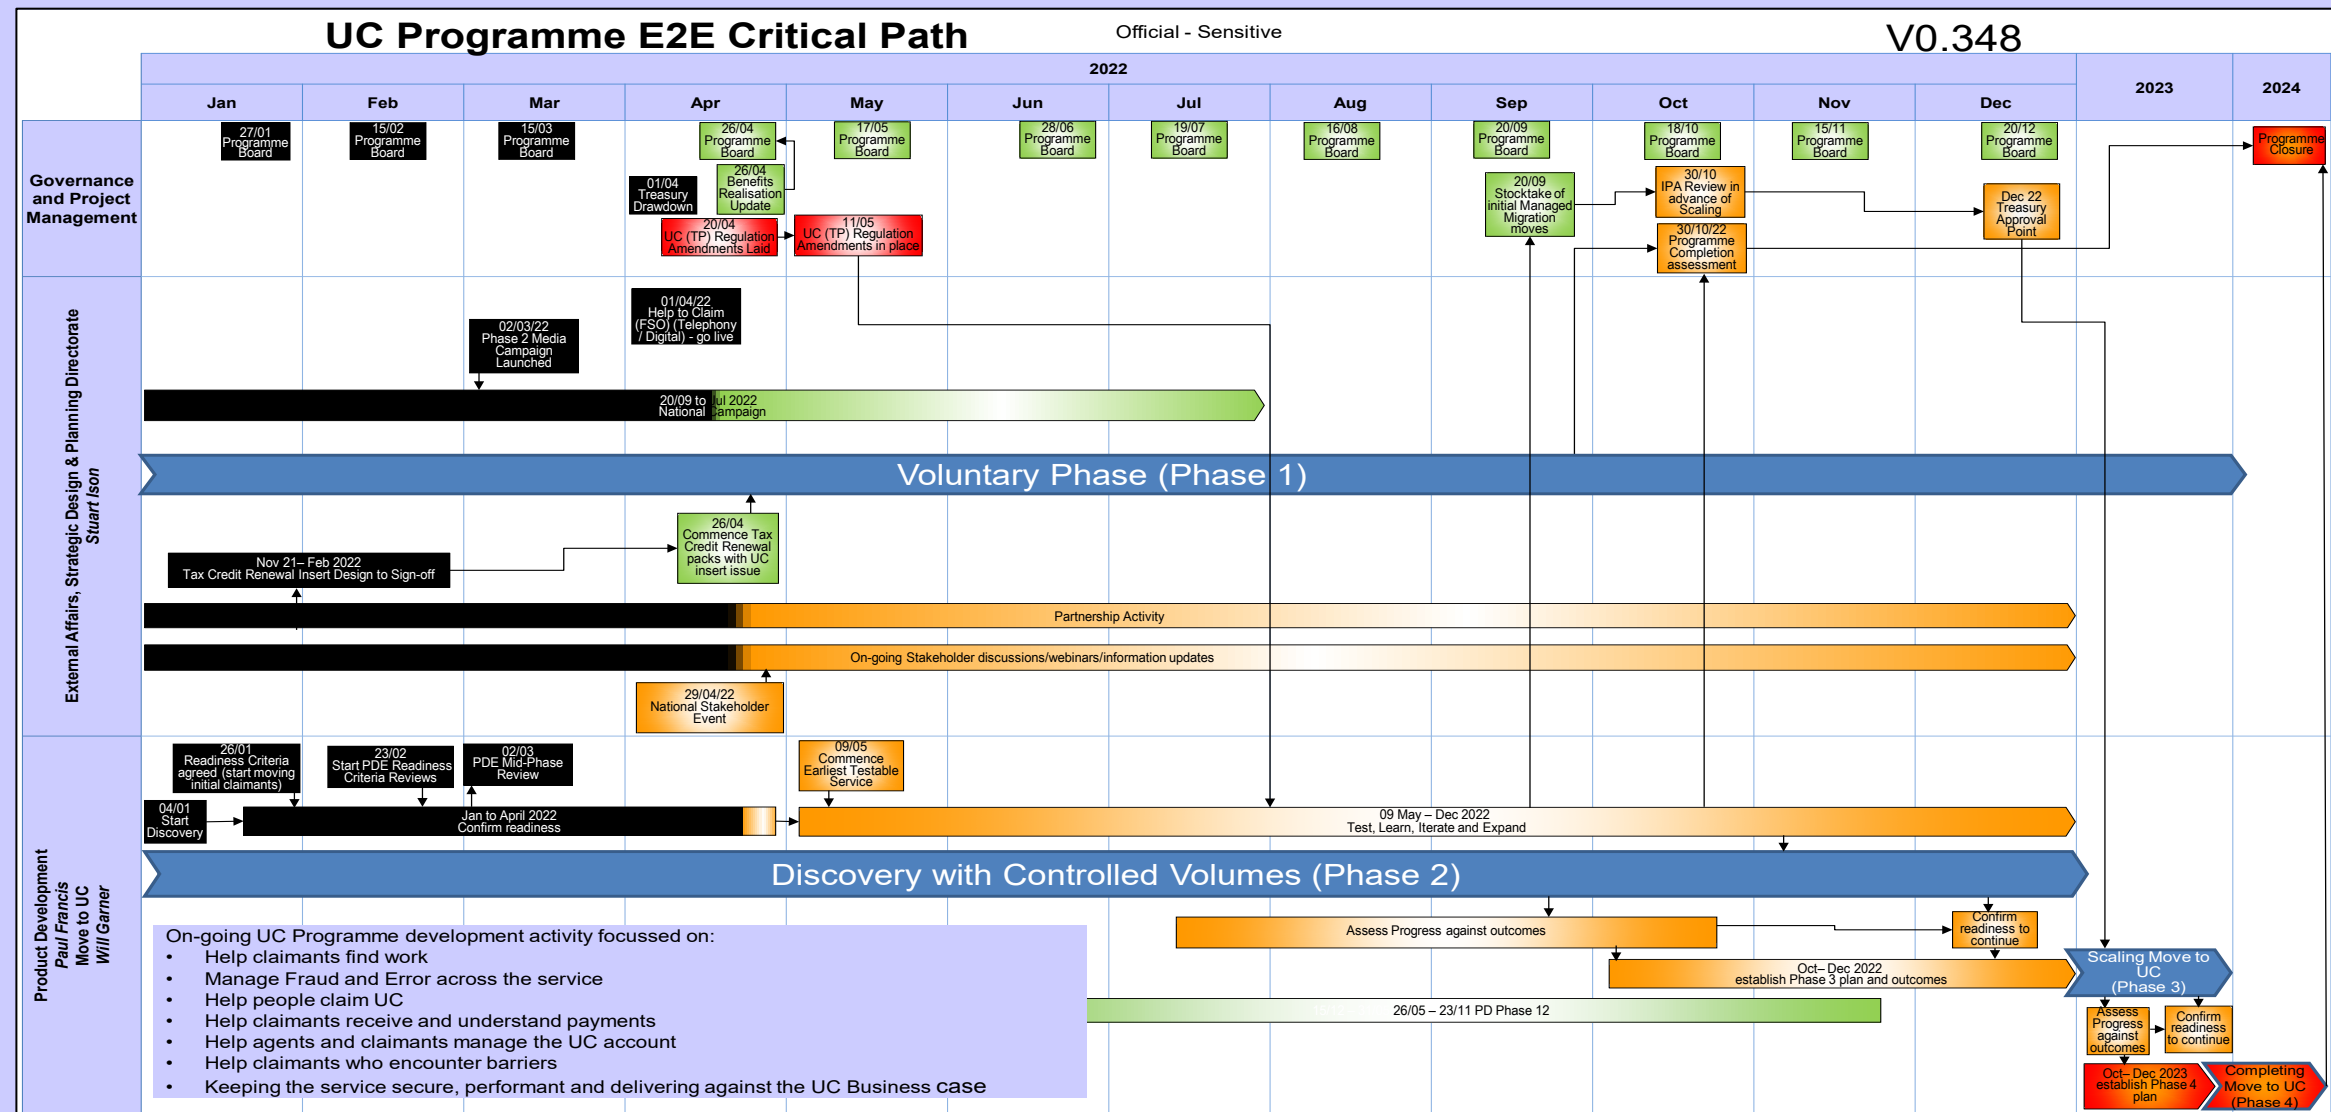 UC Programme E2E Critical Path
Official - Sensitive
V0.348
2022
2023
2024
Jan
Feb
Mar
Apr
May
Jun
Jul
Aug
Sep
Oct
Nov
Dec
Governance
and Project
Management
27/01
Programme
Board
15/02
Programme
Board
15/03
Programme
Board
26/04
Programme
Board
17/05
Programme
Board
28/06
Programme
Board
19/07
Programme
Board
16/08
Programme
Board
20/09
Programme
Board
18/10
Programme
Board
15/11
Programme
Board
20/12
Programme
Board
Programme
Closure
01/04
Treasury
Drawdown
26/04
Benefits
Realisation
Update
20/04
UC (TP) Regulation
Amendments Laid
11/05
UC (TP) Regulation
Amendments in place
20/09
Stocktake of
initial Managed
Migration
moves
30/10
IPA Review in
advance of
Scaling
30/10/22
Programme
Completion
assessment
Dec 22
Treasury
Approval
Point
External Affairs, Strategic Design & Planning Directorate
Stuart Ison
02/03/22
Phase 2 Media
Campaign
Launched
01/04/22
Help to Claim
(FSO) (Telephony
/ Digital) - go live
20/09 to Jul 2022
National Campaign
Voluntary Phase (Phase 1)
26/04
Commence Tax
Credit Renewal
packs with UC
insert issue
Nov 21– Feb 2022
Tax Credit Renewal Insert Design to Sign-off
Partnership Activity
On-going Stakeholder discussions/webinars/information updates
29/04/22
National Stakeholder
Event
Product Development
Paul Francis
Move to UC
Will Garner
26/01
Readiness Criteria
agreed (start moving
initial claimants)
23/02
Start PDE Readiness
Criteria Reviews
02/03
PDE Mid-Phase
Review
09/05
Commence
Earliest Testable
Service
04/01
Start
Discovery
Jan to April 2022
Confirm readiness
09 May – Dec 2022
Test, Learn, Iterate and Expand
Discovery with Controlled Volumes (Phase 2)
Assess Progress against outcomes
Confirm
readiness to
continue
Oct– Dec 2022
establish Phase 3 plan and outcomes
Scaling Move to
UC
(Phase 3)
26/05 – 23/11 PD Phase 12
Assess
Progress
against
outcomes
Confirm
readiness
to continue
Oct– Dec 2023
establish Phase 4
plan
Completing
Move to UC
(Phase 4)
On-going UC Programme development activity focussed on:
• Help claimants find work
• Manage Fraud and Error across the service
• Help people claim UC
• Help claimants receive and understand payments
• Help agents and claimants manage the UC account
• Help claimants who encounter barriers
• Keeping the service secure, performant and delivering against the UC Business case